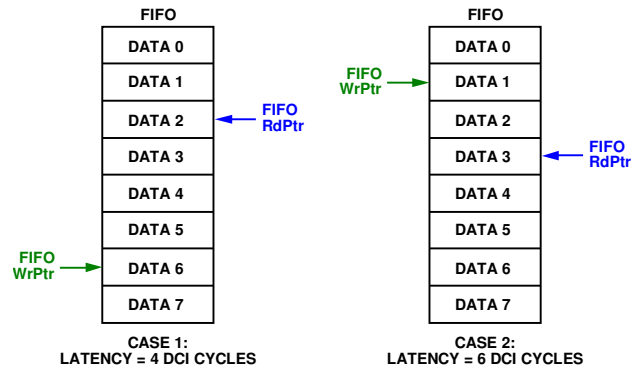 FIFO
DATA 0
DATA 1
DATA 2
DATA 3
DATA 4
DATA 5
DATA 6
DATA 7
FIFO
RdPtr
FIFO
WrPtr
CASE 1:
LATENCY = 4 DCI CYCLES
FIFO
DATA 0
DATA 1
DATA 2
DATA 3
DATA 4
DATA 5
DATA 6
DATA 7
FIFO
WrPtr
FIFO
RdPtr
CASE 2:
LATENCY = 6 DCI CYCLES